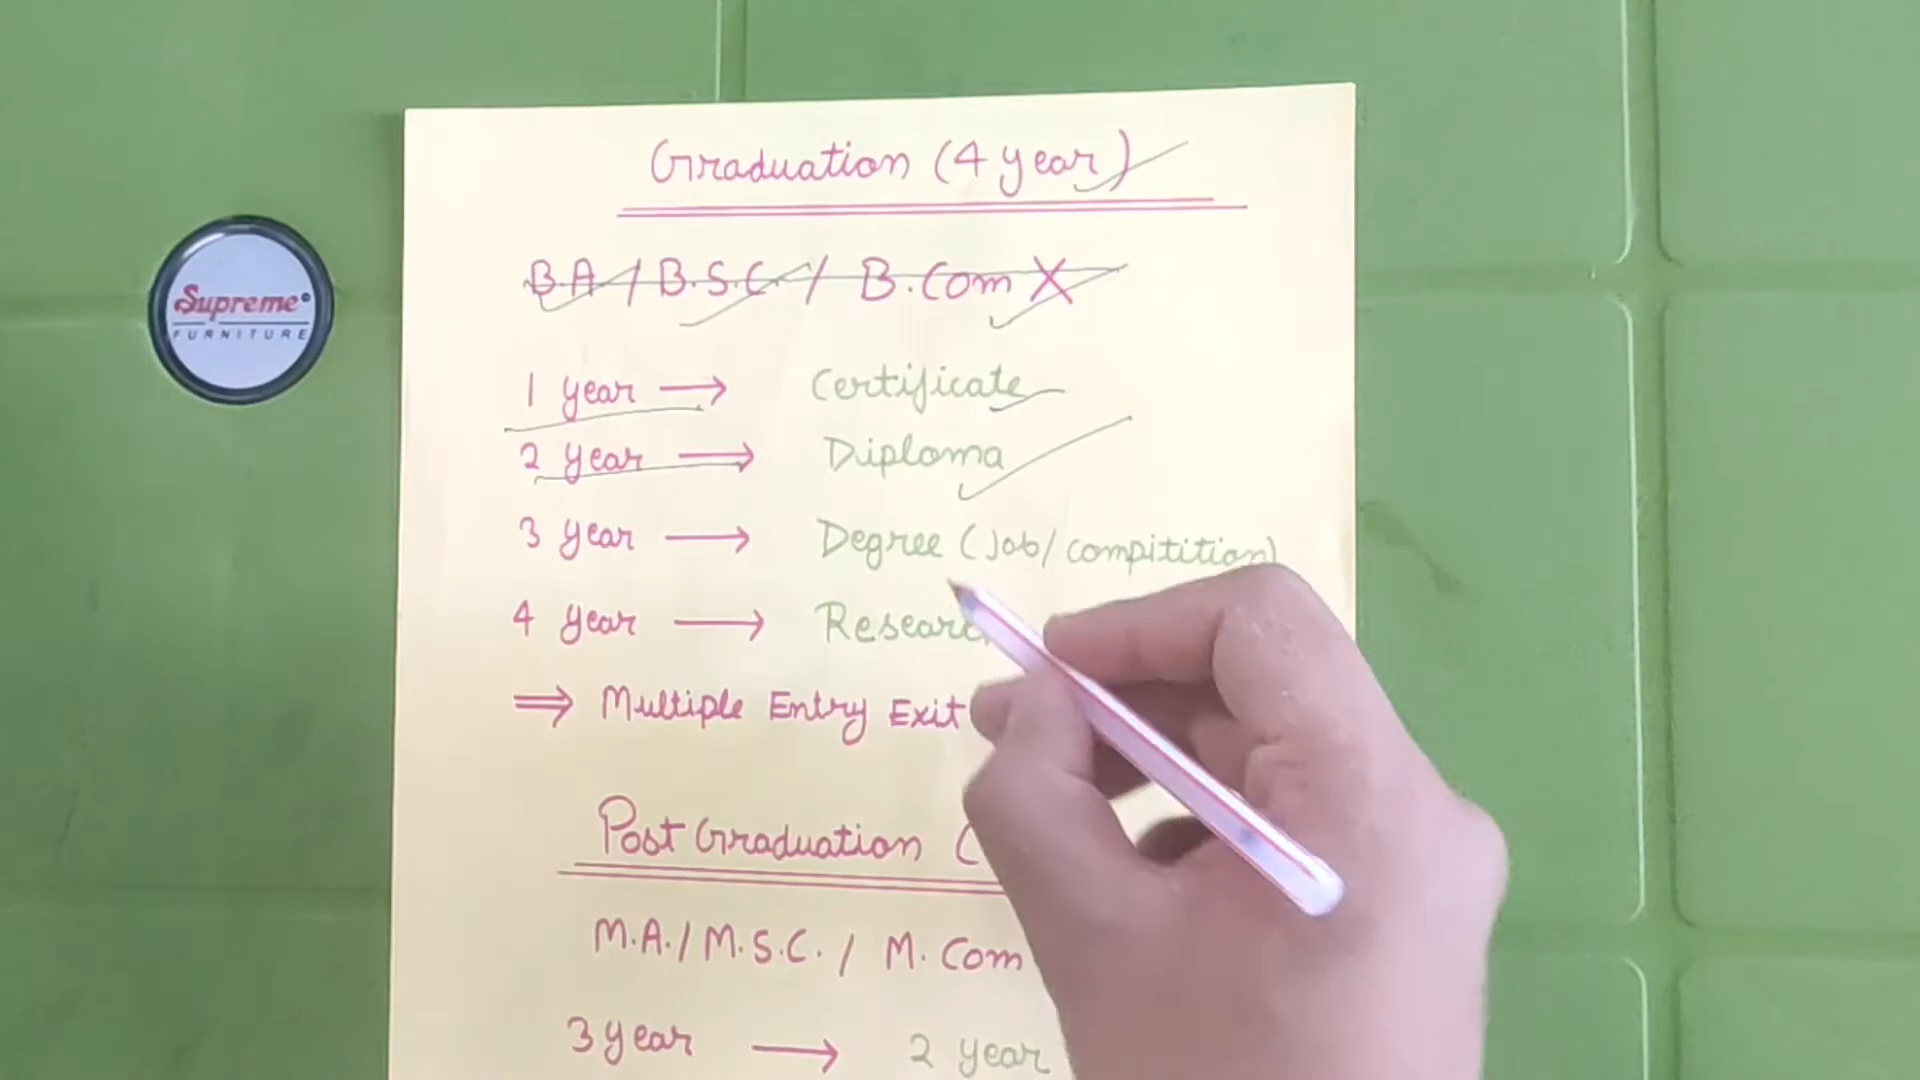 Graduation (4 year)
B.A / B.S.C. / B.Com X
1 year → Certificate
2 year → Diploma
3 year → Degree (Job/compitition)
4 year →
⇒ Multiple Entry Exit
Post Graduation (
M.A. / M.S.C. / M. Com
3 year → 2 year
Supreme
FURNITURE